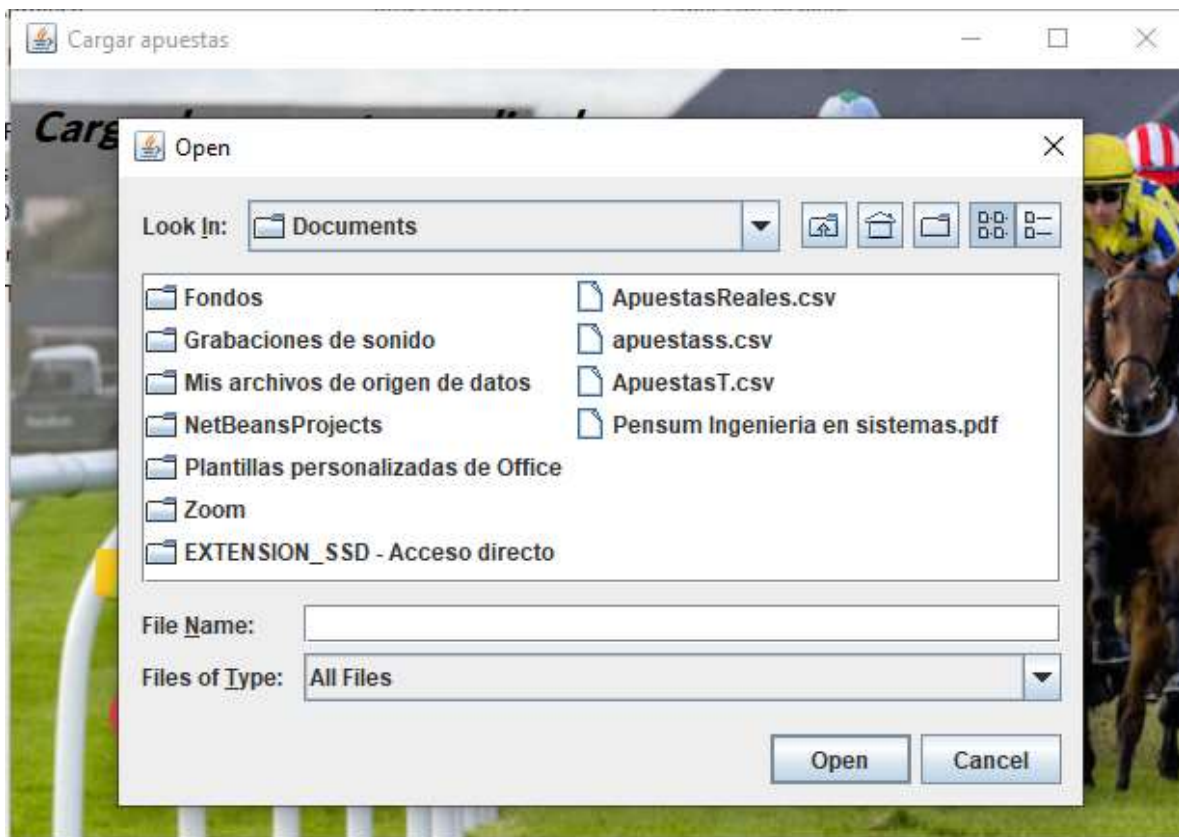 Cargar apuestas
Carg
Open
Look In: Documents
Fondos
Grabaciones de sonido
Mis archivos de origen de datos
NetBeansProjects
Plantillas personalizadas de Office
Zoom
EXTENSION_SSD - Acceso directo
ApuestasReales.csv
apuestass.csv
ApuestasT.csv
Pensum Ingenieria en sistemas.pdf
File Name:
Files of Type: All Files
Open Cancel